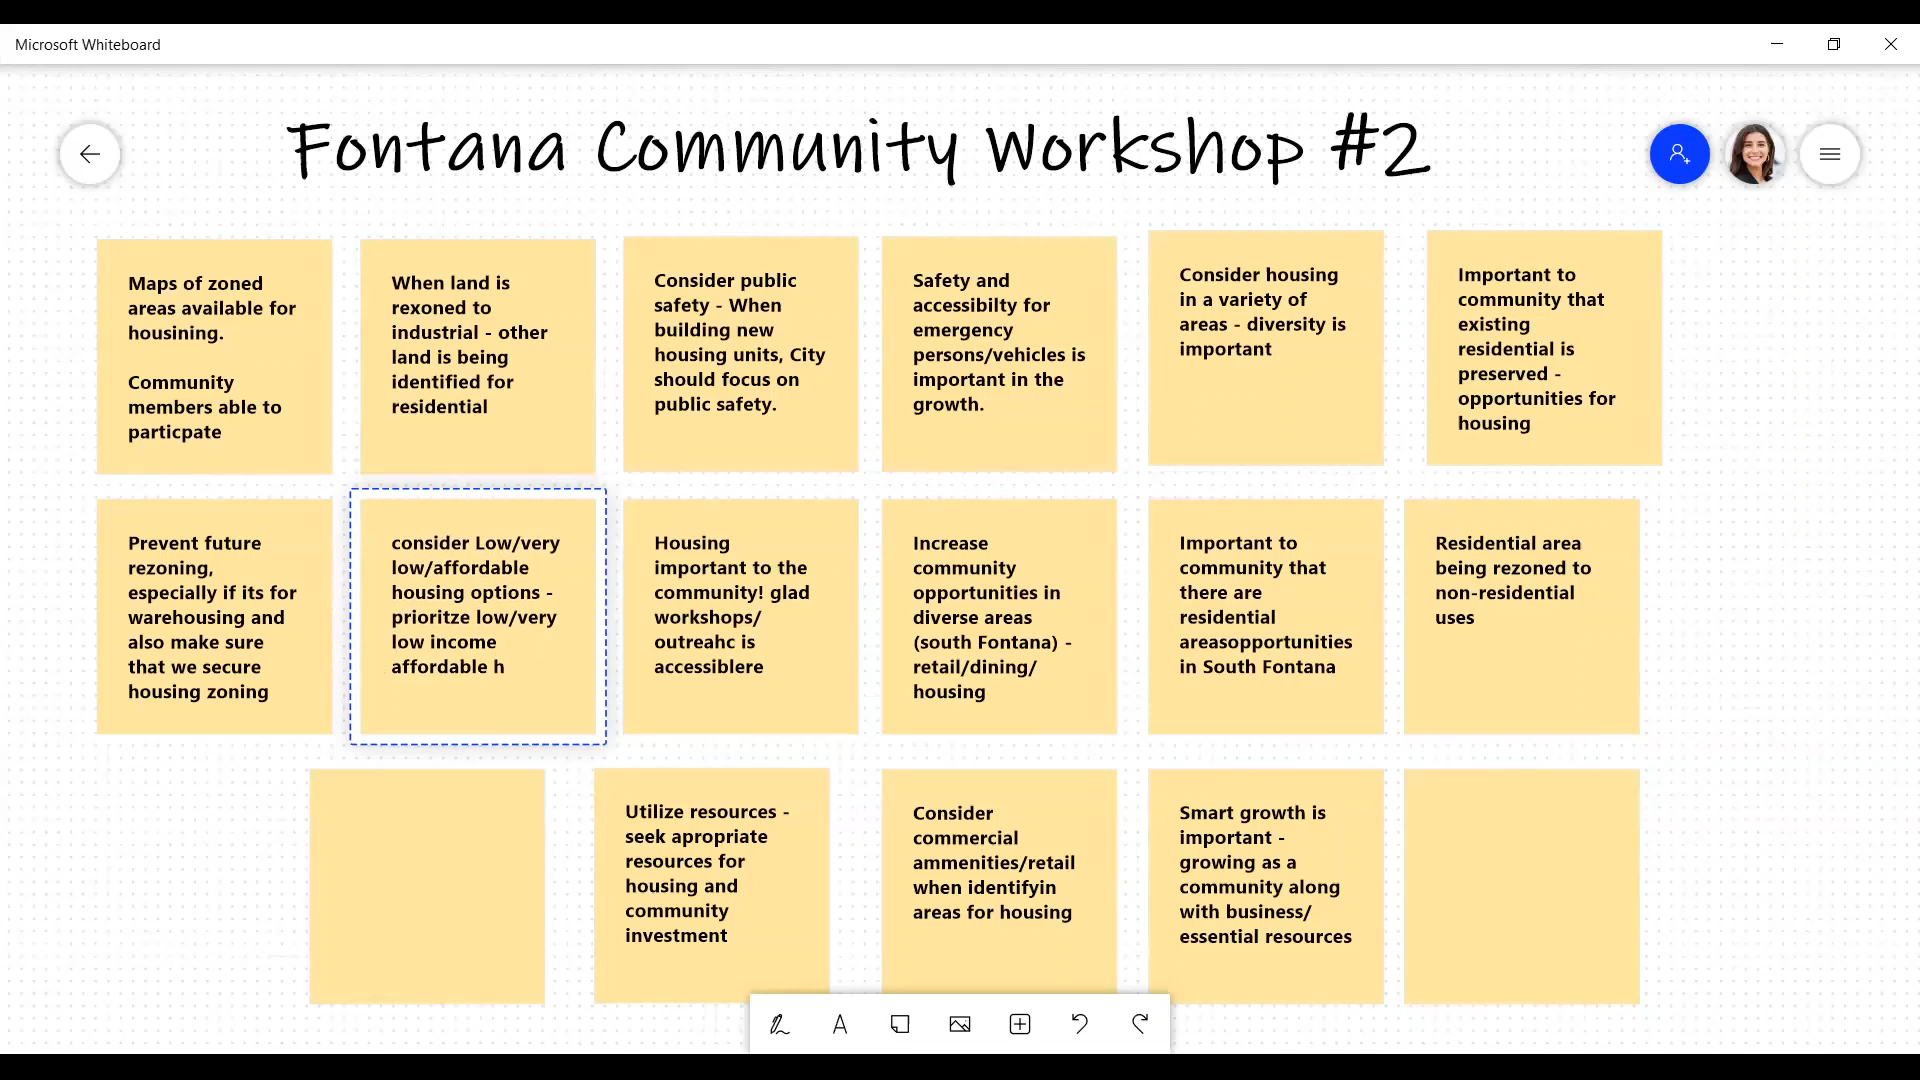 Microsoft Whiteboard
Fontana Community Workshop #2
Maps of zoned
areas available for
housining.
Community
members able to
particpate
When land is
rexoned to
industrial - other
land is being
identified for
residential
Consider public
safety - When
building new
housing units, City
should focus on
public safety.
Safety and
accessibilty for
emergency
persons/vehicles is
important in the
growth.
Consider housing
in a variety of
areas - diversity is
important
Important to
community that
existing
residential is
preserved -
opportunities for
housing
Prevent future
rezoning,
especially if its for
warehousing and
also make sure
that we secure
housing zoning
consider Low/very
low/affordable
housing options -
prioritze low/very
low income
affordable h
Housing
important to the
community! glad
workshops/
outreahc is
accessiblere
Increase
community
opportunities in
diverse areas
(south Fontana) -
retail/dining/
housing
Important to
community that
there are
residential
areasopportunities
in South Fontana
Residential area
being rezoned to
non-residential
uses
Utilize resources -
seek apropriate
resources for
housing and
community
investment
Consider
commercial
ammenities/retail
when identifyin
areas for housing
Smart growth is
important -
growing as a
community along
with business/
essential resources